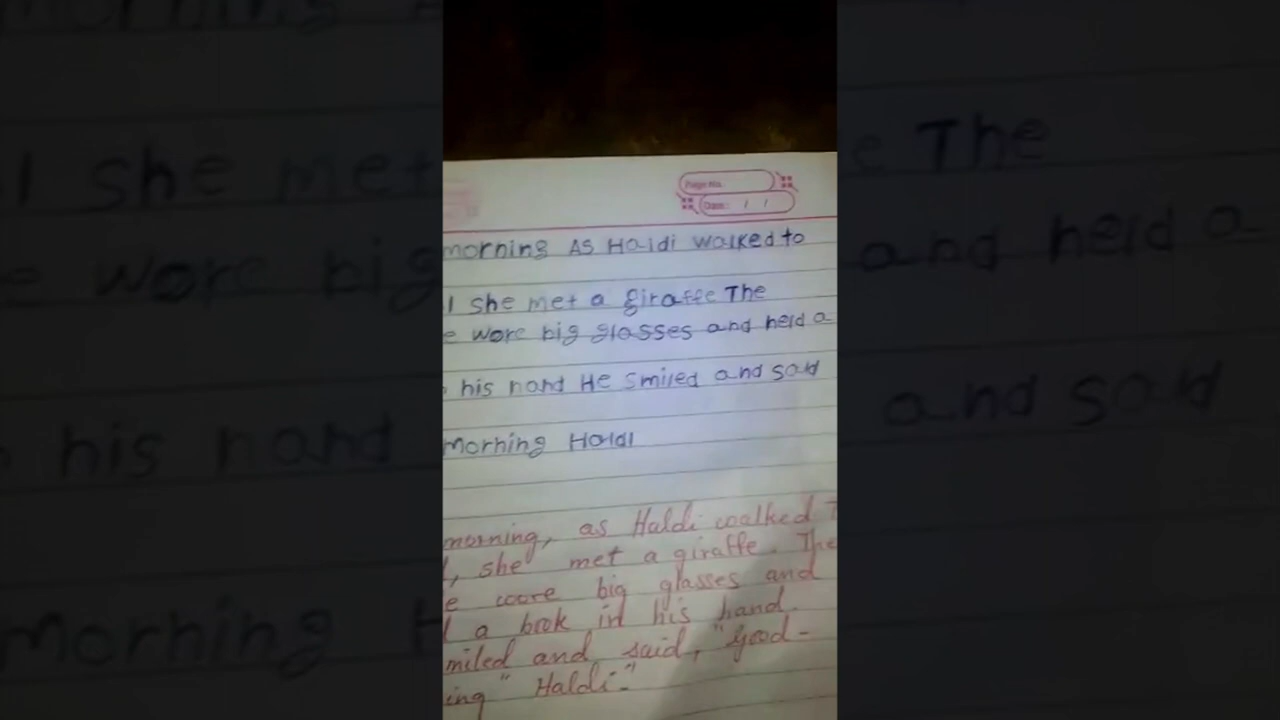 Page No.
Date: / /
morning As Haldi walked to
l she met a giraffe The
e wore big glasses and held a
his hand He smiled and said
morning Haldi
morning, as Haldi walked T
l, she met a giraffe. The
e wore big glasses and
l a book in his hand.
miled and said, "Good-
ing" Haldi."